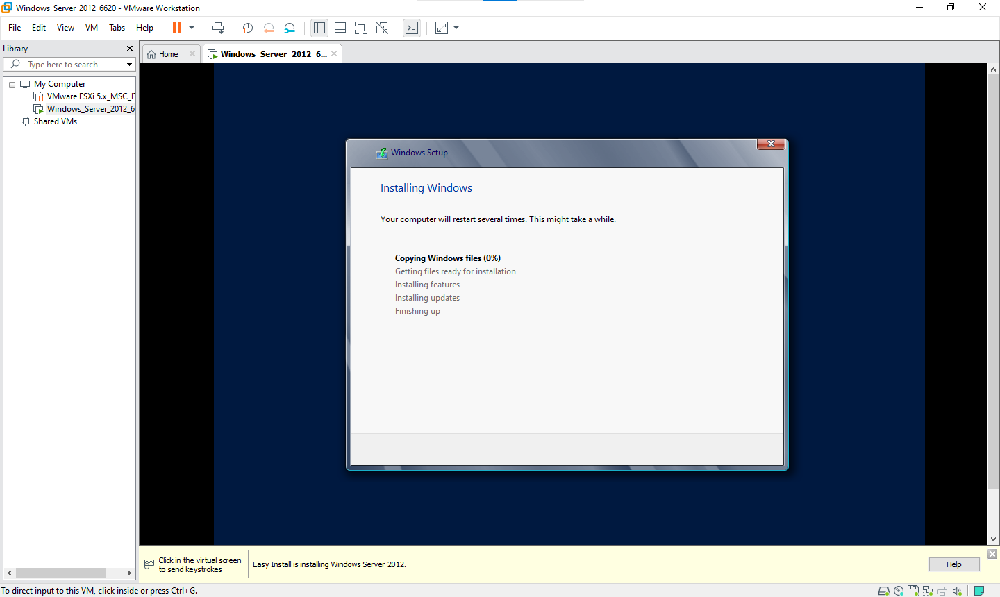 Windows_Server_2012_6620 - VMware Workstation
File Edit View VM Tabs Help
Library
Type here to search
My Computer
VMware ESXi 5.x_MSC_I
Windows_Server_2012_6
Shared VMs
Home
Windows_Server_2012_6...
Windows Setup
Installing Windows
Your computer will restart several times. This might take a while.
Copying Windows files (0%)
Getting files ready for installation
Installing features
Installing updates
Finishing up
Click in the virtual screen
to send keystrokes
Easy Install is installing Windows Server 2012.
Help
To direct input to this VM, click inside or press Ctrl+G.